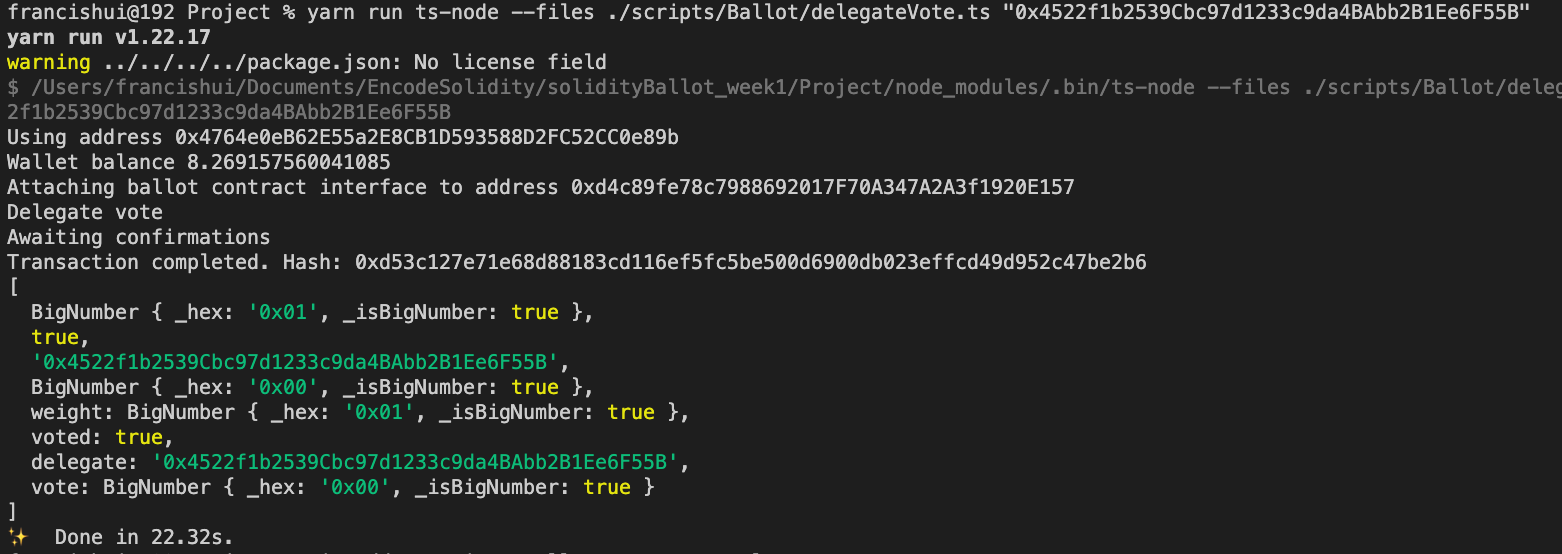 francishui@192 Project % yarn run ts-node --files ./scripts/Ballot/delegateVote.ts "0x4522f1b2539Cbc97d1233c9da4BAbb2B1Ee6F55B"
yarn run v1.22.17
warning ../../../../package.json: No license field
$ /Users/francishui/Documents/EncodeSolidity/solidityBallot_week1/Project/node_modules/.bin/ts-node --files ./scripts/Ballot/deleg
2f1b2539Cbc97d1233c9da4BAbb2B1Ee6F55B
Using address 0x4764e0eB62E55a2E8CB1D593588D2FC52CC0e89b
Wallet balance 8.269157560041085
Attaching ballot contract interface to address 0xd4c89fe78c7988692017F70A347A2A3f1920E157
Delegate vote
Awaiting confirmations
Transaction completed. Hash: 0xd53c127e71e68d88183cd116ef5fc5be500d6900db023effcd49d952c47be2b6
[
  BigNumber { _hex: '0x01', _isBigNumber: true },
  true,
  '0x4522f1b2539Cbc97d1233c9da4BAbb2B1Ee6F55B',
  BigNumber { _hex: '0x00', _isBigNumber: true },
  weight: BigNumber { _hex: '0x01', _isBigNumber: true },
  voted: true,
  delegate: '0x4522f1b2539Cbc97d1233c9da4BAbb2B1Ee6F55B',
  vote: BigNumber { _hex: '0x00', _isBigNumber: true }
]
✨  Done in 22.32s.